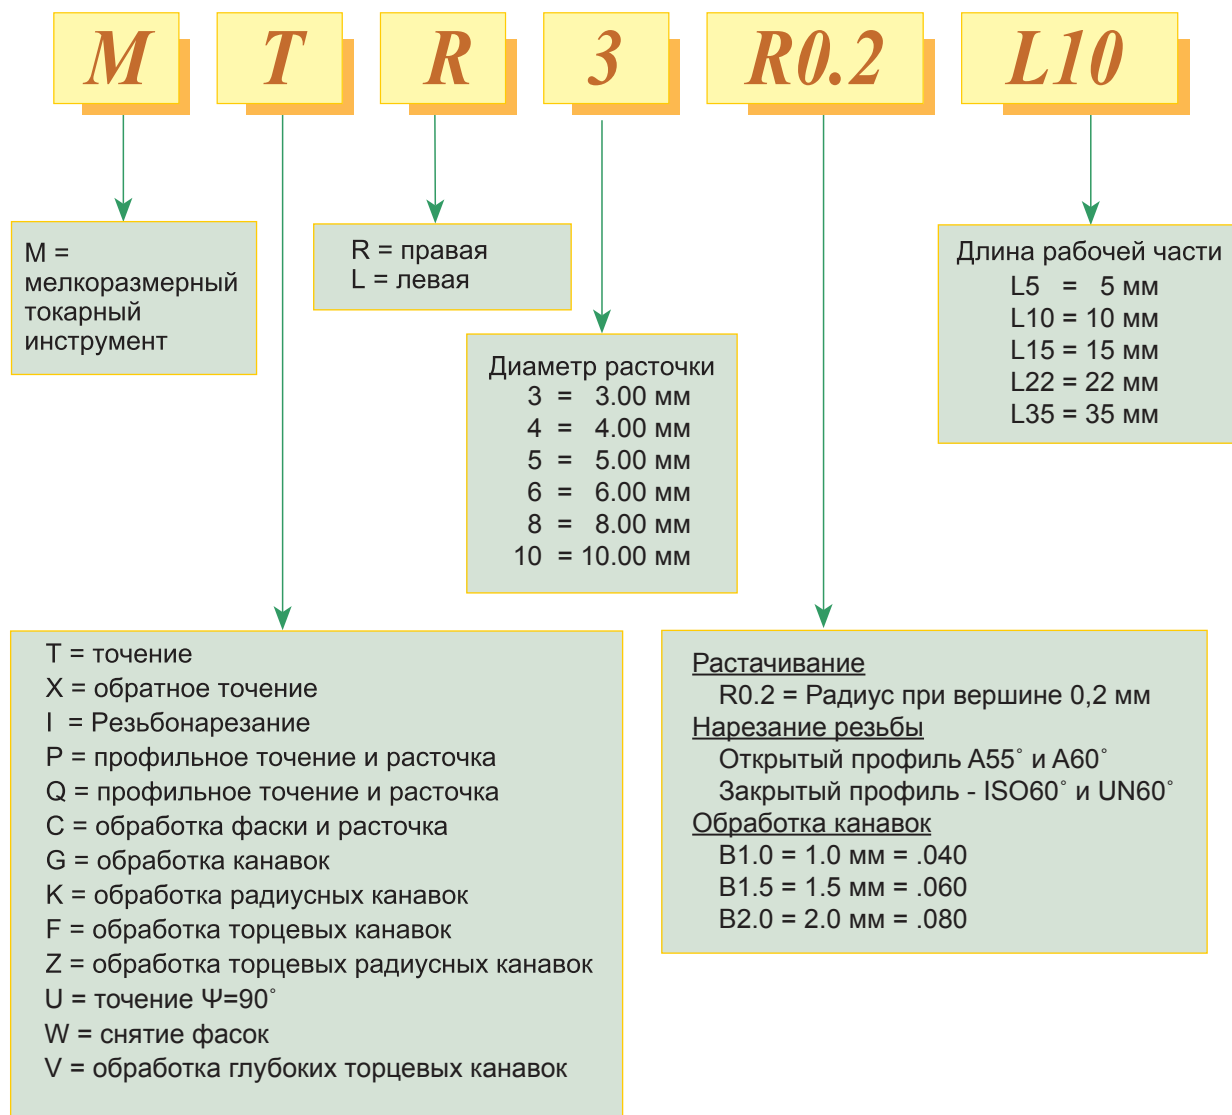 M T R 3 R0.2 L10
M =
мелкоразмерный
токарный
инструмент
R = правая
L = левая
Диаметр расточки
3 = 3.00 мм
4 = 4.00 мм
5 = 5.00 мм
6 = 6.00 мм
8 = 8.00 мм
10 = 10.00 мм
Длина рабочей части
L5 = 5 мм
L10 = 10 мм
L15 = 15 мм
L22 = 22 мм
L35 = 35 мм
T = точение
X = обратное точение
I = Резьбонарезание
P = профильное точение и расточка
Q = профильное точение и расточка
C = обработка фаски и расточка
G = обработка канавок
K = обработка радиусных канавок
F = обработка торцевых канавок
Z = обработка торцевых радиусных канавок
U = точение Ψ=90˚
W = снятие фасок
V = обработка глубоких торцевых канавок
Растачивание
R0.2 = Радиус при вершине 0,2 мм
Нарезание резьбы
Открытый профиль A55˚ и A60˚
Закрытый профиль - ISO60˚ и UN60˚
Обработка канавок
B1.0 = 1.0 мм = .040
B1.5 = 1.5 мм = .060
B2.0 = 2.0 мм = .080